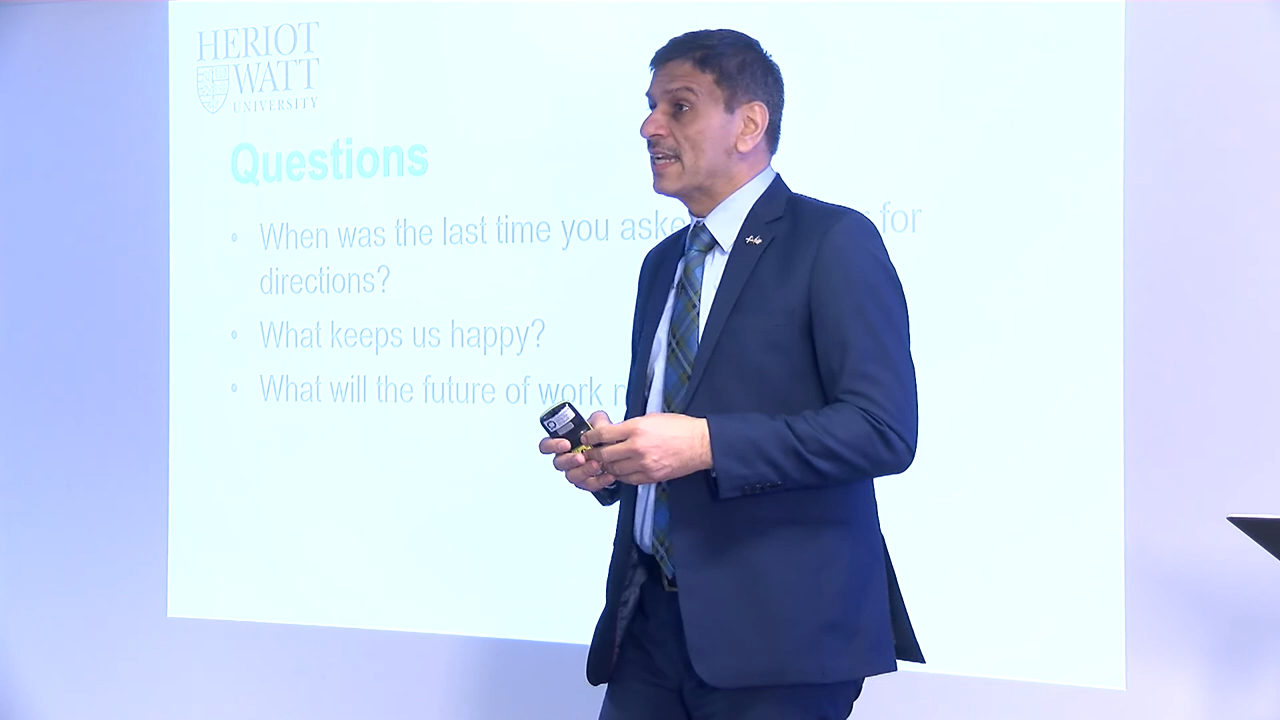 HERIOT
WATT
UNIVERSITY
Questions
• When was the last time you aske for
directions?
• What keeps us happy?
• What will the future of work